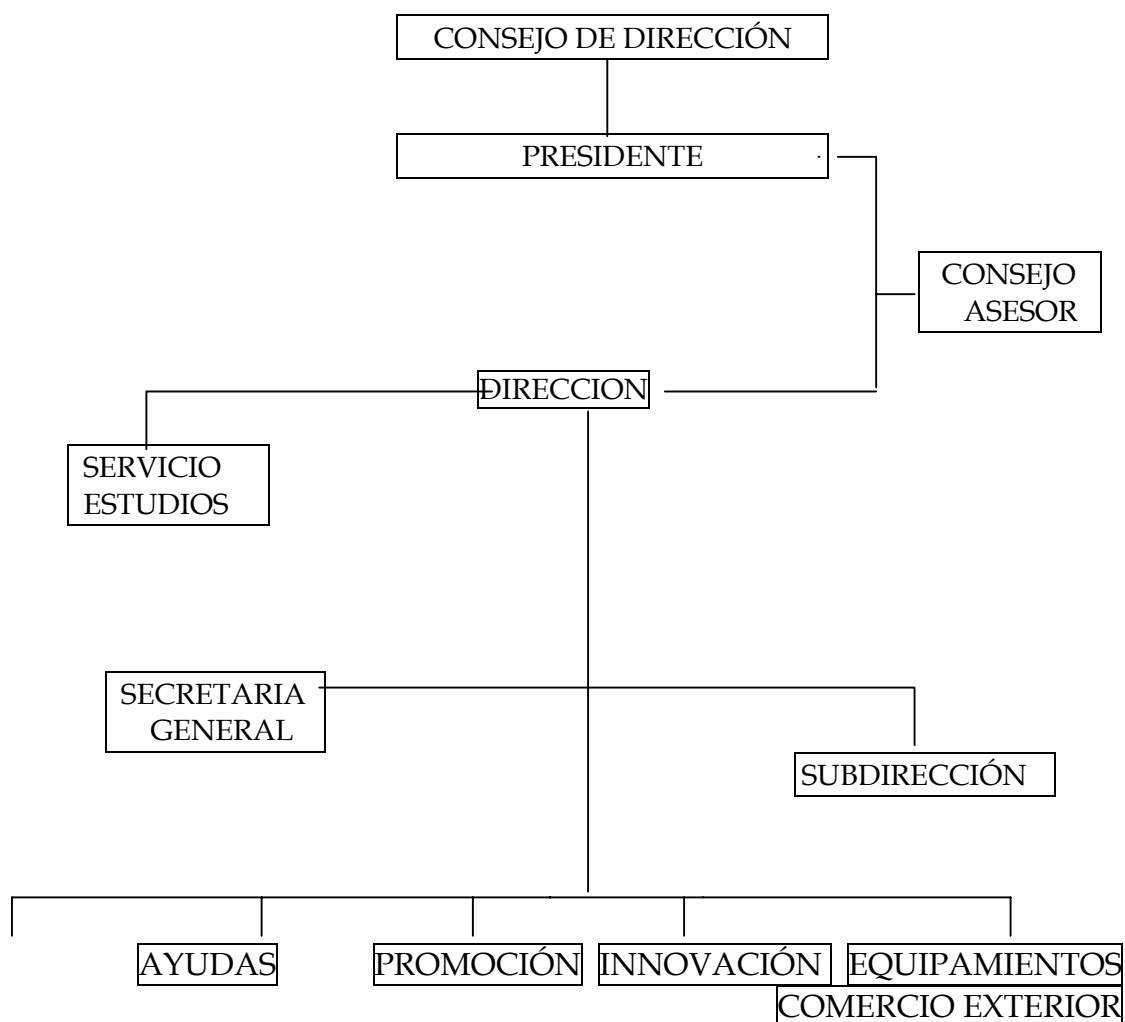 CONSEJO DE DIRECCIÓN
PRESIDENTE
CONSEJO
ASESOR
DIRECCION
SERVICIO
ESTUDIOS
SECRETARIA
GENERAL
SUBDIRECCIÓN
AYUDAS
PROMOCIÓN
INNOVACIÓN
EQUIPAMIENTOS
COMERCIO EXTERIOR